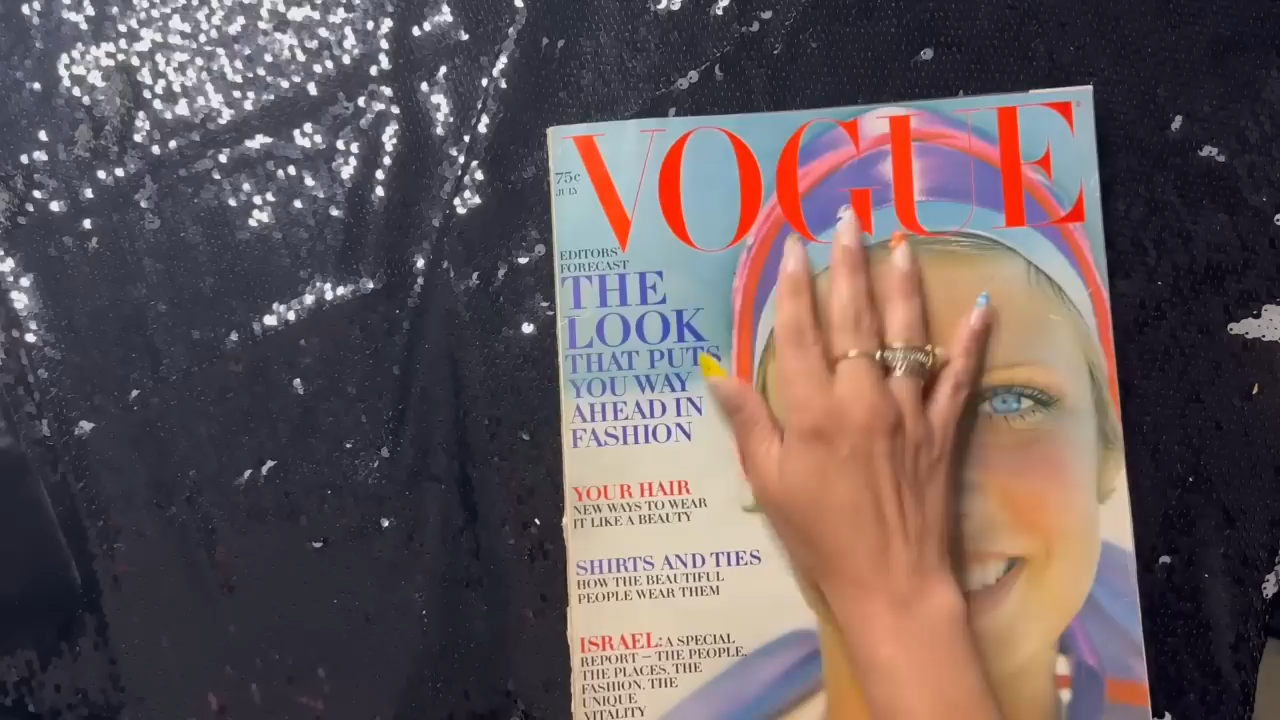 VOGUE
75¢
JULY
EDITORS'
FORECAST
THE
LOOK
THAT PUTS
YOU WAY
AHEAD IN
FASHION
YOUR HAIR
NEW WAYS TO WEAR
IT LIKE A BEAUTY
SHIRTS AND TIES
HOW THE BEAUTIFUL
PEOPLE WEAR THEM
ISRAEL: A SPECIAL
REPORT – THE PEOPLE,
THE PLACES, THE
FASHION, THE
UNIQUE
VITALITY